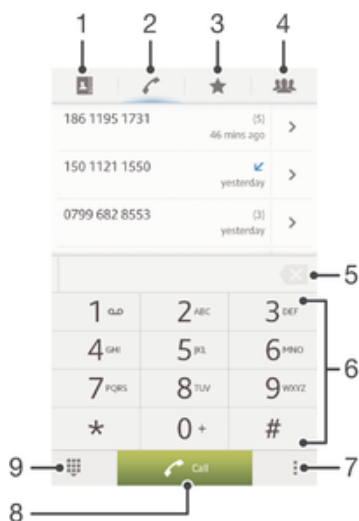 1 2 3 4
186 1195 1731 (5)
46 mins ago
150 1121 1550
yesterday
0799 682 8553 (3)
yesterday
5
1 2 ABC 3 DEF
4 GHI 5 JKL 6 MNO
6
7 PQRS 8 TUV 9 WXYZ
* 0 + #
9 Call 7
8